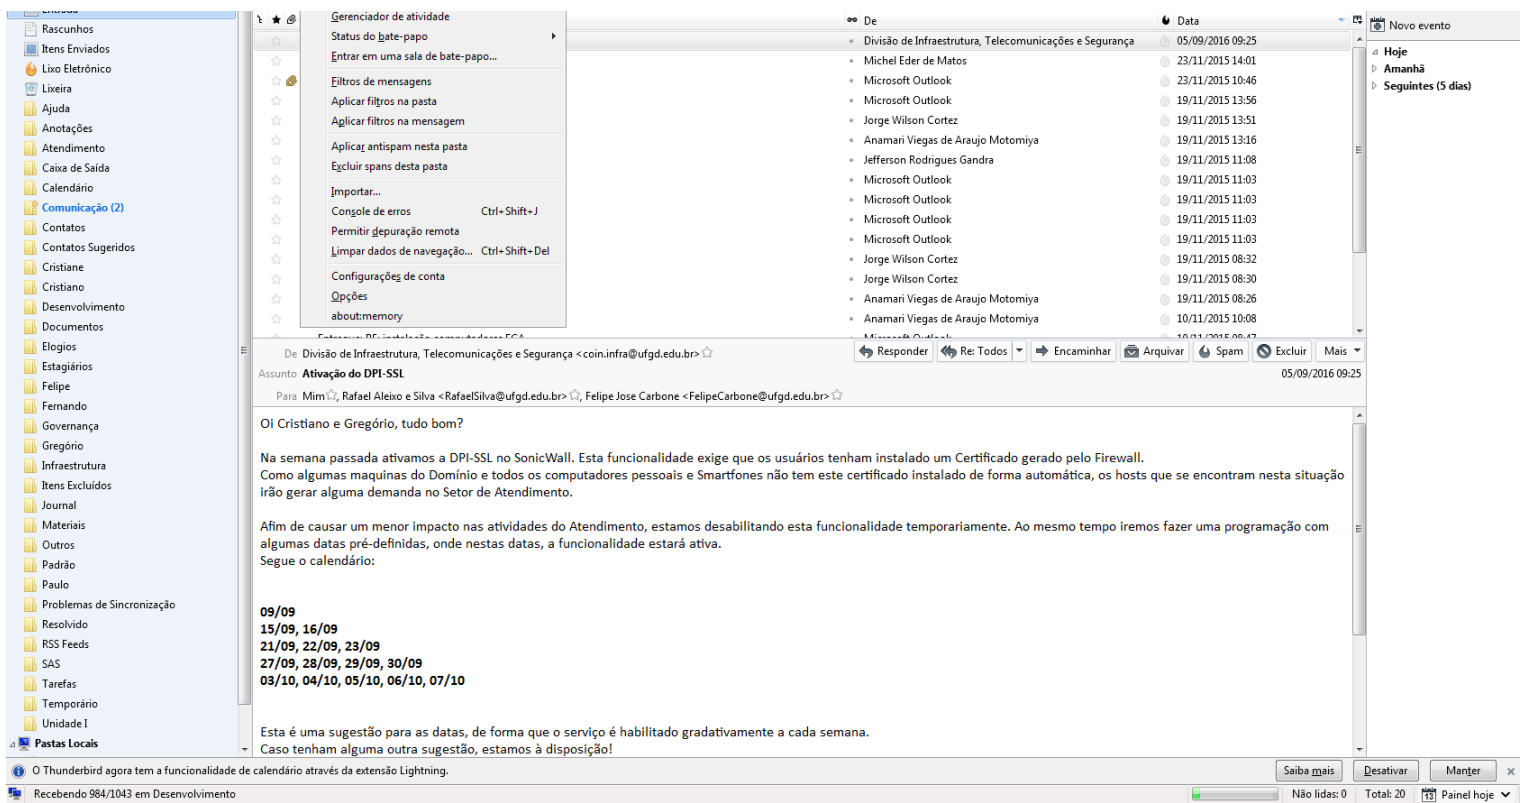 Rascunhos
Itens Enviados
Lixo Eletrônico
Lixeira
Ajuda
Anotações
Atendimento
Caixa de Saída
Calendário
Comunicação (2)
Contatos
Contatos Sugeridos
Cristiane
Cristiano
Desenvolvimento
Documentos
Elogios
Estagiários
Felipe
Fernando
Governança
Gregório
Infraestrutura
Itens Excluídos
Journal
Materiais
Outros
Padrão
Paulo
Problemas de Sincronização
Resolvido
RSS Feeds
SAS
Tarefas
Temporário
Unidade I
Pastas Locais
Gerenciador de atividade
Status do bate-papo
Entrar em uma sala de bate-papo...
Filtros de mensagens
Aplicar filtros na pasta
Aplicar filtros na mensagem
Aplicar antispam nesta pasta
Excluir spans desta pasta
Importar...
Console de erros Ctrl+Shift+J
Permitir depuração remota
Limpar dados de navegação... Ctrl+Shift+Del
Configurações de conta
Opções
about:memory
De Data
Divisão de Infraestrutura, Telecomunicações e Segurança 05/09/2016 09:25
Michel Eder de Matos 23/11/2015 14:01
Microsoft Outlook 23/11/2015 10:46
Microsoft Outlook 19/11/2015 13:56
Jorge Wilson Cortez 19/11/2015 13:51
Anamari Viegas de Araujo Motomiya 19/11/2015 13:16
Jefferson Rodrigues Gandra 19/11/2015 11:08
Microsoft Outlook 19/11/2015 11:03
Microsoft Outlook 19/11/2015 11:03
Microsoft Outlook 19/11/2015 11:03
Microsoft Outlook 19/11/2015 11:03
Jorge Wilson Cortez 19/11/2015 08:32
Jorge Wilson Cortez 19/11/2015 08:30
Anamari Viegas de Araujo Motomiya 19/11/2015 08:26
Anamari Viegas de Araujo Motomiya 10/11/2015 10:08
Novo evento
Hoje
Amanhã
Seguintes (5 dias)
De Divisão de Infraestrutura, Telecomunicações e Segurança <coin.infra@ufgd.edu.br>
Responder Re: Todos Encaminhar Arquivar Spam Excluir Mais
Assunto Ativação do DPI-SSL 05/09/2016 09:25
Para Mim, Rafael Aleixo e Silva <RafaelSilva@ufgd.edu.br>, Felipe Jose Carbone <FelipeCarbone@ufgd.edu.br>
Oi Cristiano e Gregório, tudo bom?
Na semana passada ativamos a DPI-SSL no SonicWall. Esta funcionalidade exige que os usuários tenham instalado um Certificado gerado pelo Firewall.
Como algumas maquinas do Domínio e todos os computadores pessoais e Smartfones não tem este certificado instalado de forma automática, os hosts que se encontram nesta situação
irão gerar alguma demanda no Setor de Atendimento.
Afim de causar um menor impacto nas atividades do Atendimento, estamos desabilitando esta funcionalidade temporariamente. Ao mesmo tempo iremos fazer uma programação com
algumas datas pré-definidas, onde nestas datas, a funcionalidade estará ativa.
Segue o calendário:
09/09
15/09, 16/09
21/09, 22/09, 23/09
27/09, 28/09, 29/09, 30/09
03/10, 04/10, 05/10, 06/10, 07/10
Esta é uma sugestão para as datas, de forma que o serviço é habilitado gradativamente a cada semana.
Caso tenham alguma outra sugestão, estamos à disposição!
O Thunderbird agora tem a funcionalidade de calendário através da extensão Lightning.
Saiba mais Desativar Manter
Recebendo 984/1043 em Desenvolvimento
Não lidas: 0 Total: 20 13 Painel hoje